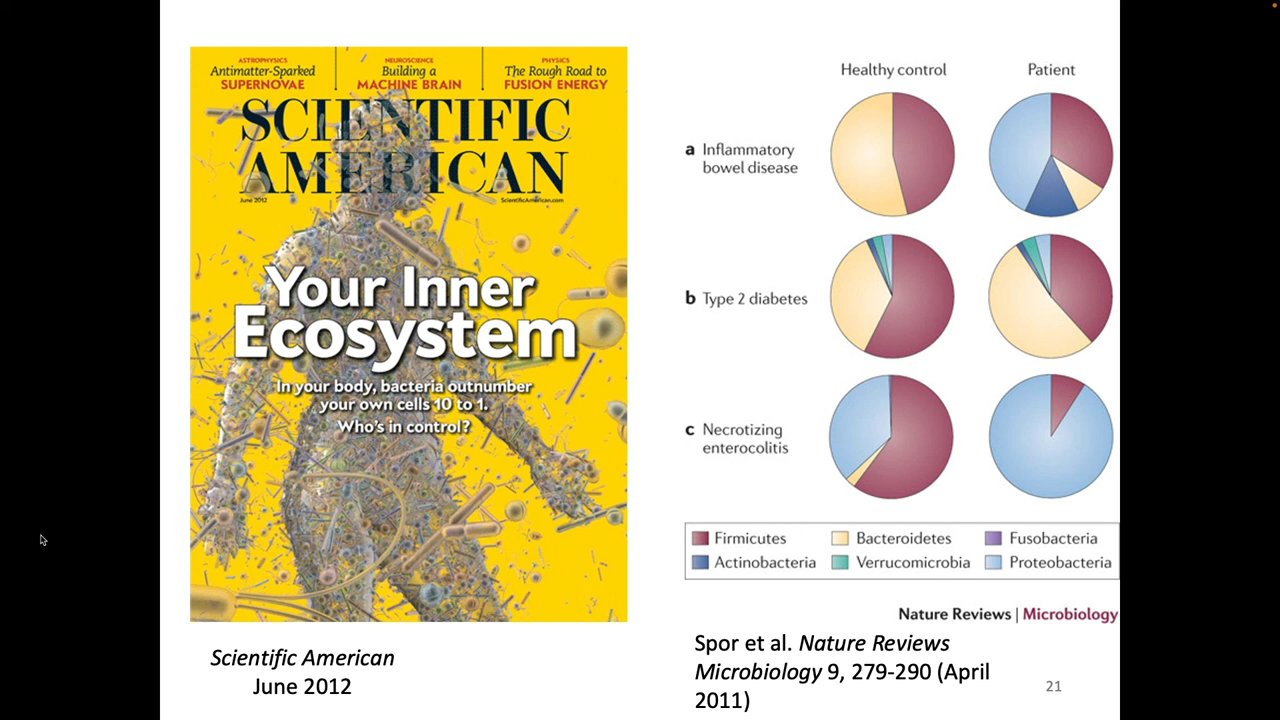 ASTROPHYSICS
Antimatter-Sparked
SUPERNOVAE
NEUROSCIENCE
Building a
MACHINE BRAIN
PHYSICS
The Rough Road to
FUSION ENERGY
SCIENTIFIC
AMERICAN
June 2012
ScientificAmerican.com
Your Inner
Ecosystem
In your body, bacteria outnumber
your own cells 10 to 1.
Who's in control?
Scientific American
June 2012
Healthy control
Patient
a Inflammatory
bowel disease
b Type 2 diabetes
c Necrotizing
enterocolitis
Firmicutes
Bacteroidetes
Fusobacteria
Actinobacteria
Verrucomicrobia
Proteobacteria
Nature Reviews | Microbiology
Spor et al. Nature Reviews
Microbiology 9, 279-290 (April
2011)
21